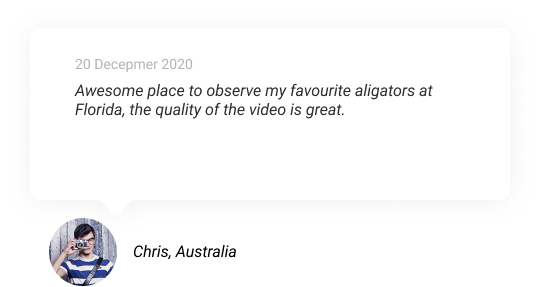 20 Decepmer 2020
Awesome place to observe my favourite aligators at
Florida, the quality of the video is great.
Chris, Australia